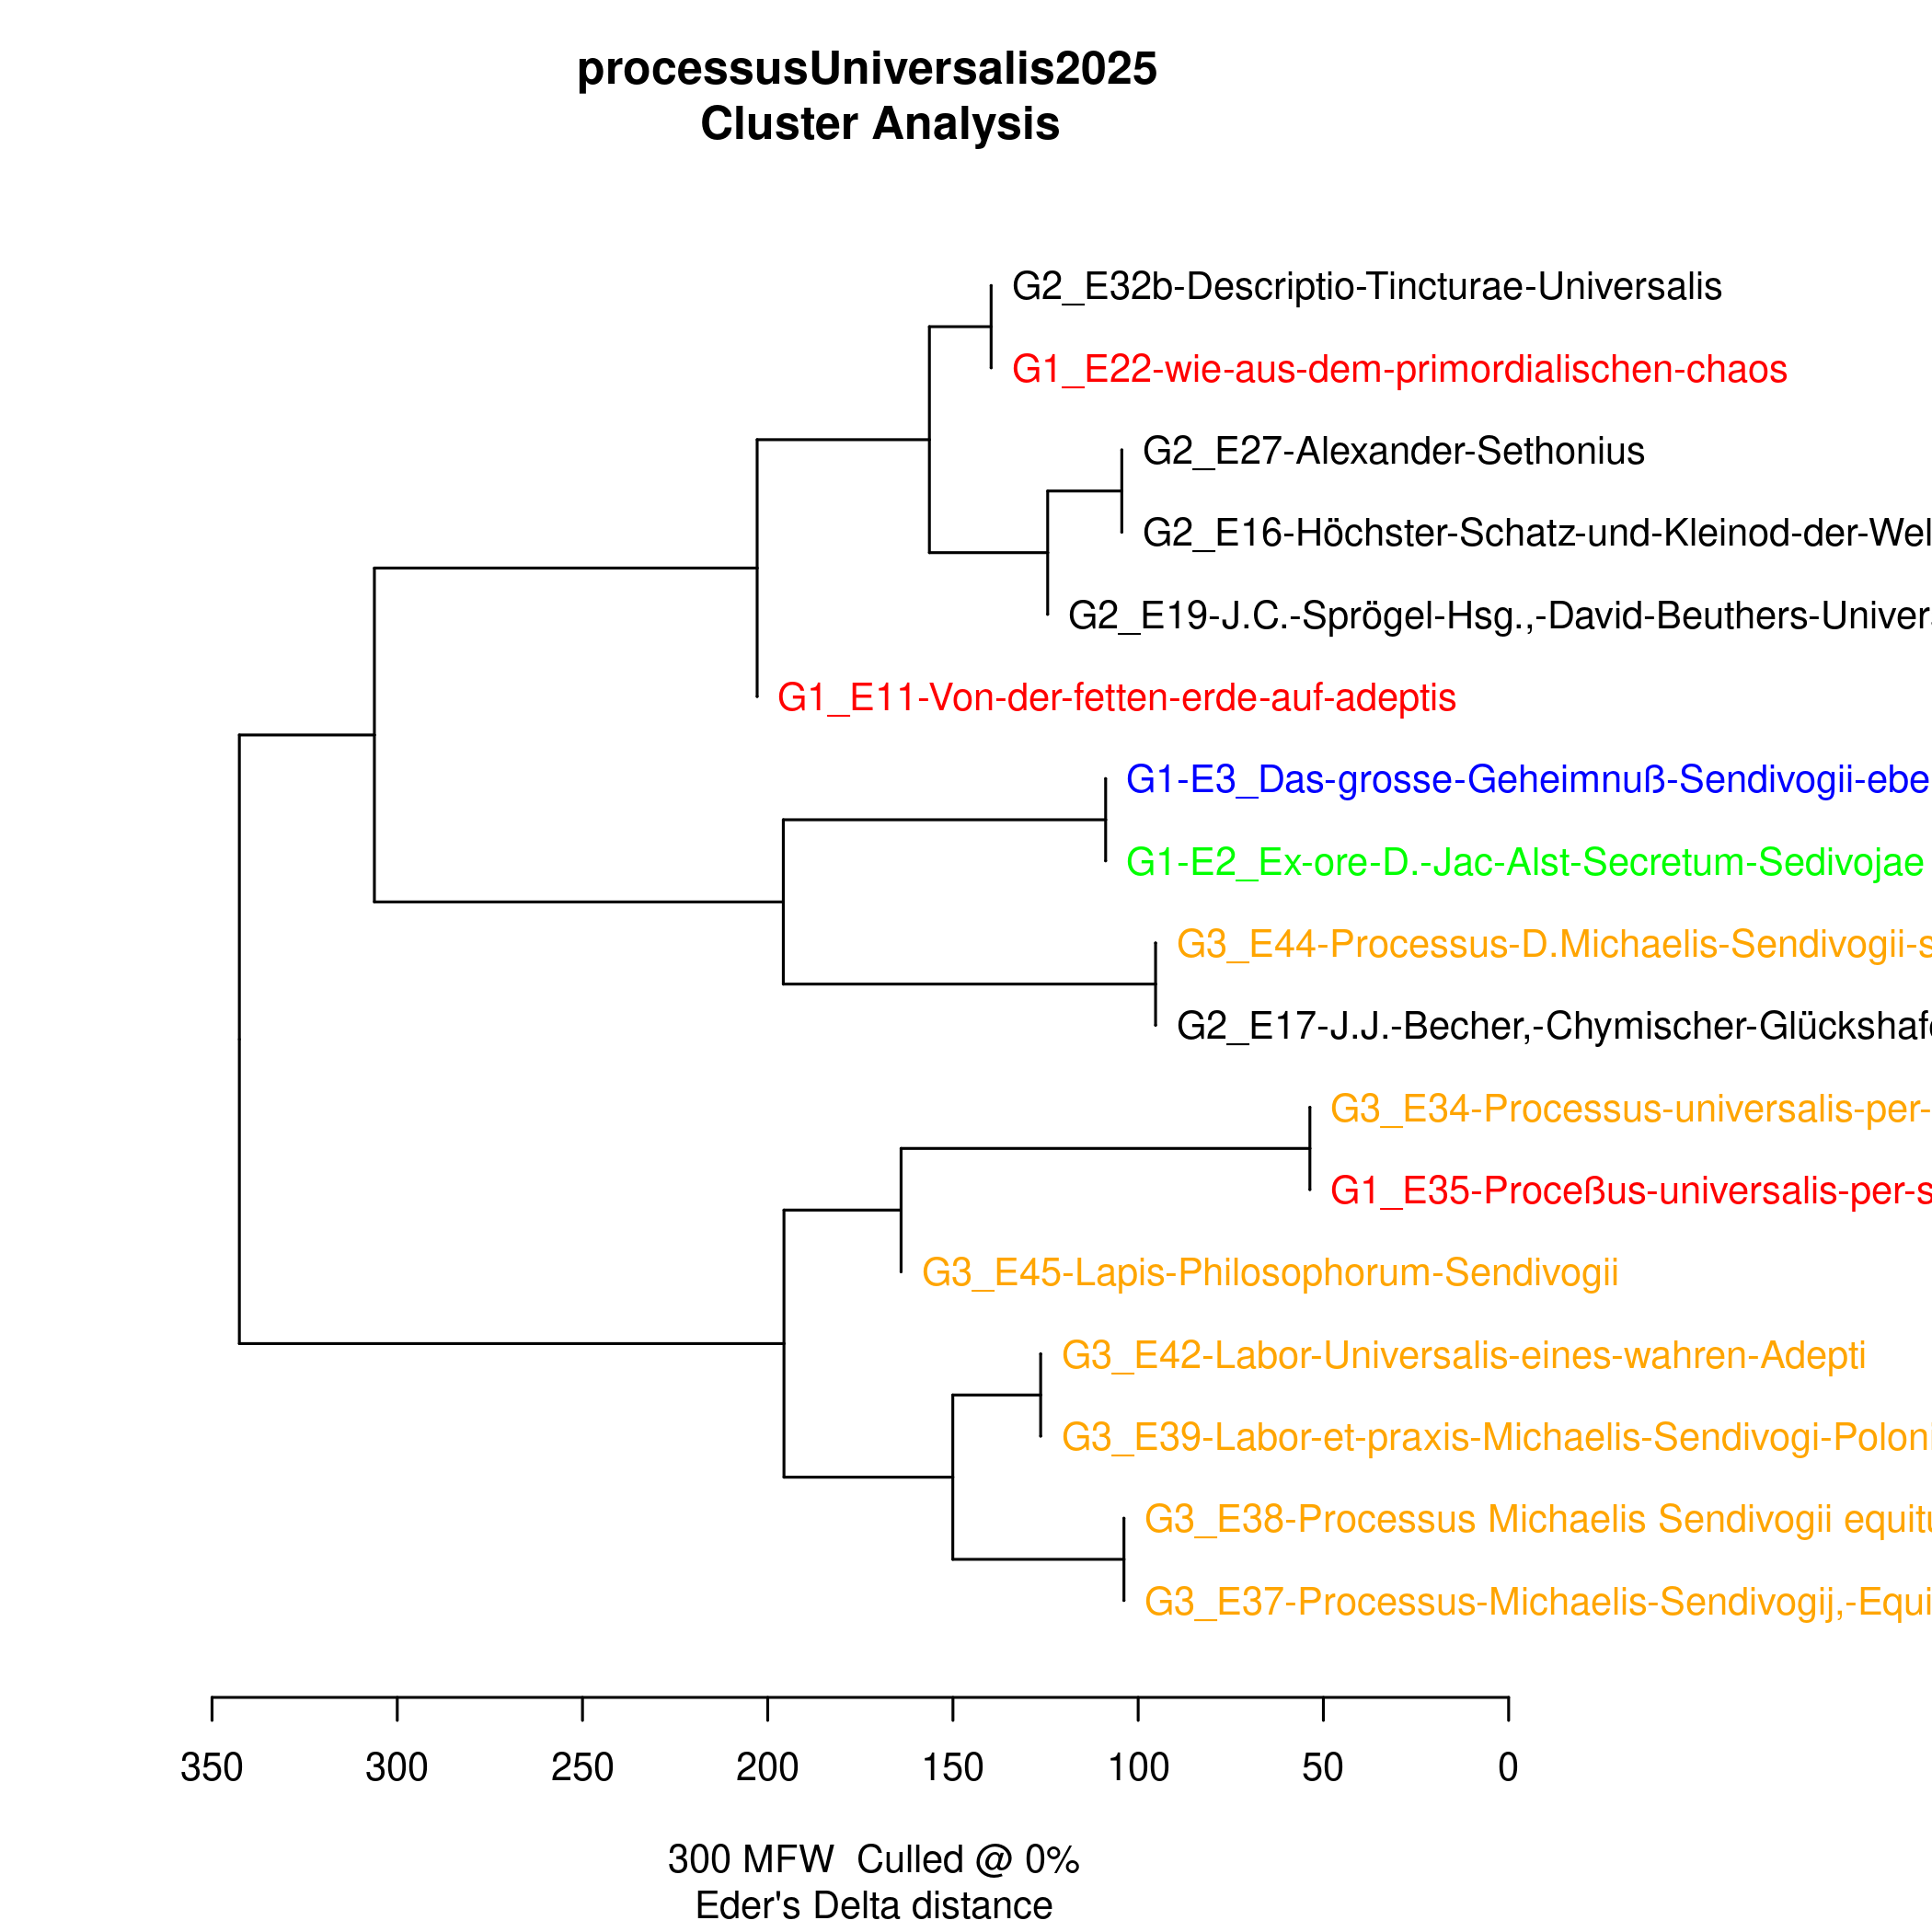 processusUniversalis2025
Cluster Analysis
G2_E32b-Descriptio-Tincturae-Universalis
G1_E22-wie-aus-dem-primordialischen-chaos
G2_E27-Alexander-Sethonius
G2_E16-Höchster-Schatz-und-Kleinod-der-Wel
G2_E19-J.C.-Sprögel-Hsg.,-David-Beuthers-Univers
G1_E11-Von-der-fetten-erde-auf-adeptis
G1-E3_Das-grosse-Geheimnuß-Sendivogii-ebe
G1-E2_Ex-ore-D.-Jac-Alst-Secretum-Sedivojae
G3_E44-Processus-D.Michaelis-Sendivogii-s
G2_E17-J.J.-Becher,-Chymischer-Glückshafe
G3_E34-Processus-universalis-per-
G1_E35-Proceßus-universalis-per-s
G3_E45-Lapis-Philosophorum-Sendivogii
G3_E42-Labor-Universalis-eines-wahren-Adepti
G3_E39-Labor-et-praxis-Michaelis-Sendivogi-Polon
G3_E38-Processus Michaelis Sendivogii equitu
G3_E37-Processus-Michaelis-Sendivogij,-Equi
350 300 250 200 150 100 50 0
300 MFW  Culled @ 0%
Eder's Delta distance